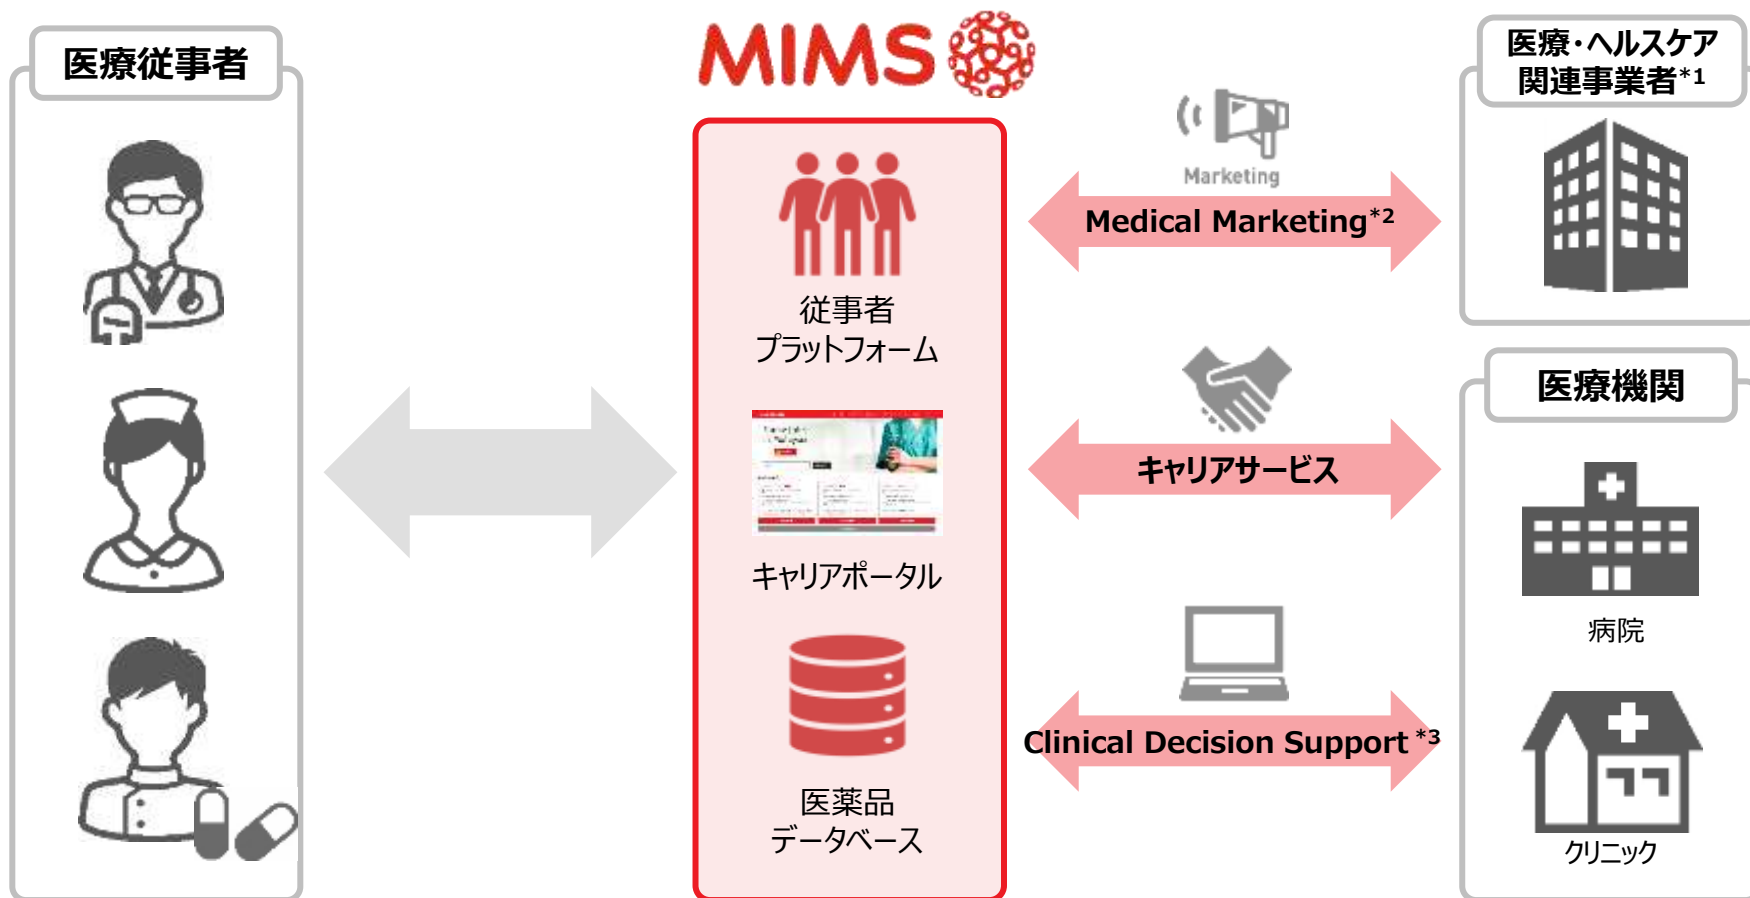 医療従事者
MIMS
従事者
プラットフォーム
キャリアポータル
医薬品
データベース
Marketing
Medical Marketing*2
キャリアサービス
Clinical Decision Support *3
医療・ヘルスケア
関連事業者*1
医療機関
病院
クリニック